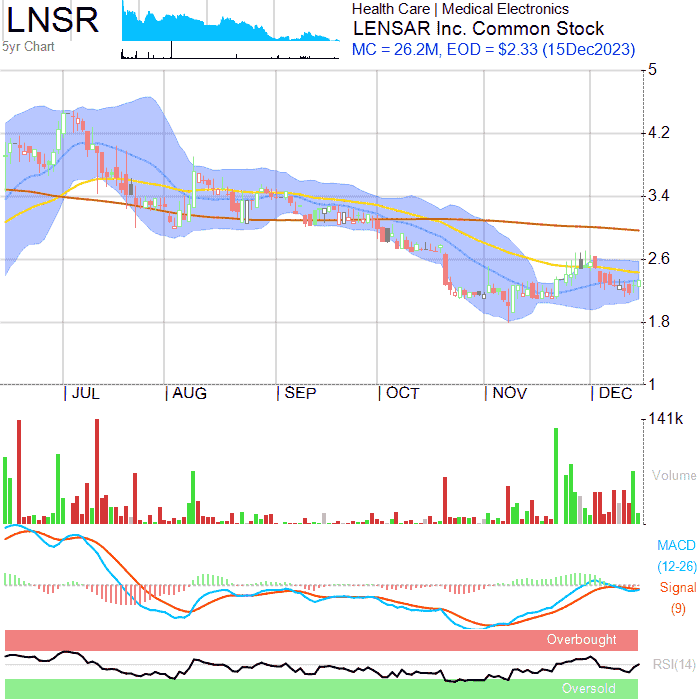 LNSR
5yr Chart
Health Care | Medical Electronics
LENSAR Inc. Common Stock
MC = 26.2M, EOD = $2.33 (15Dec2023)
5
4.2
3.4
2.6
1.8
1
| JUL | AUG | SEP | OCT | NOV | DEC
141k
Volume
MACD
(12-26)
Signal
(9)
Overbought
RSI(14)
Oversold